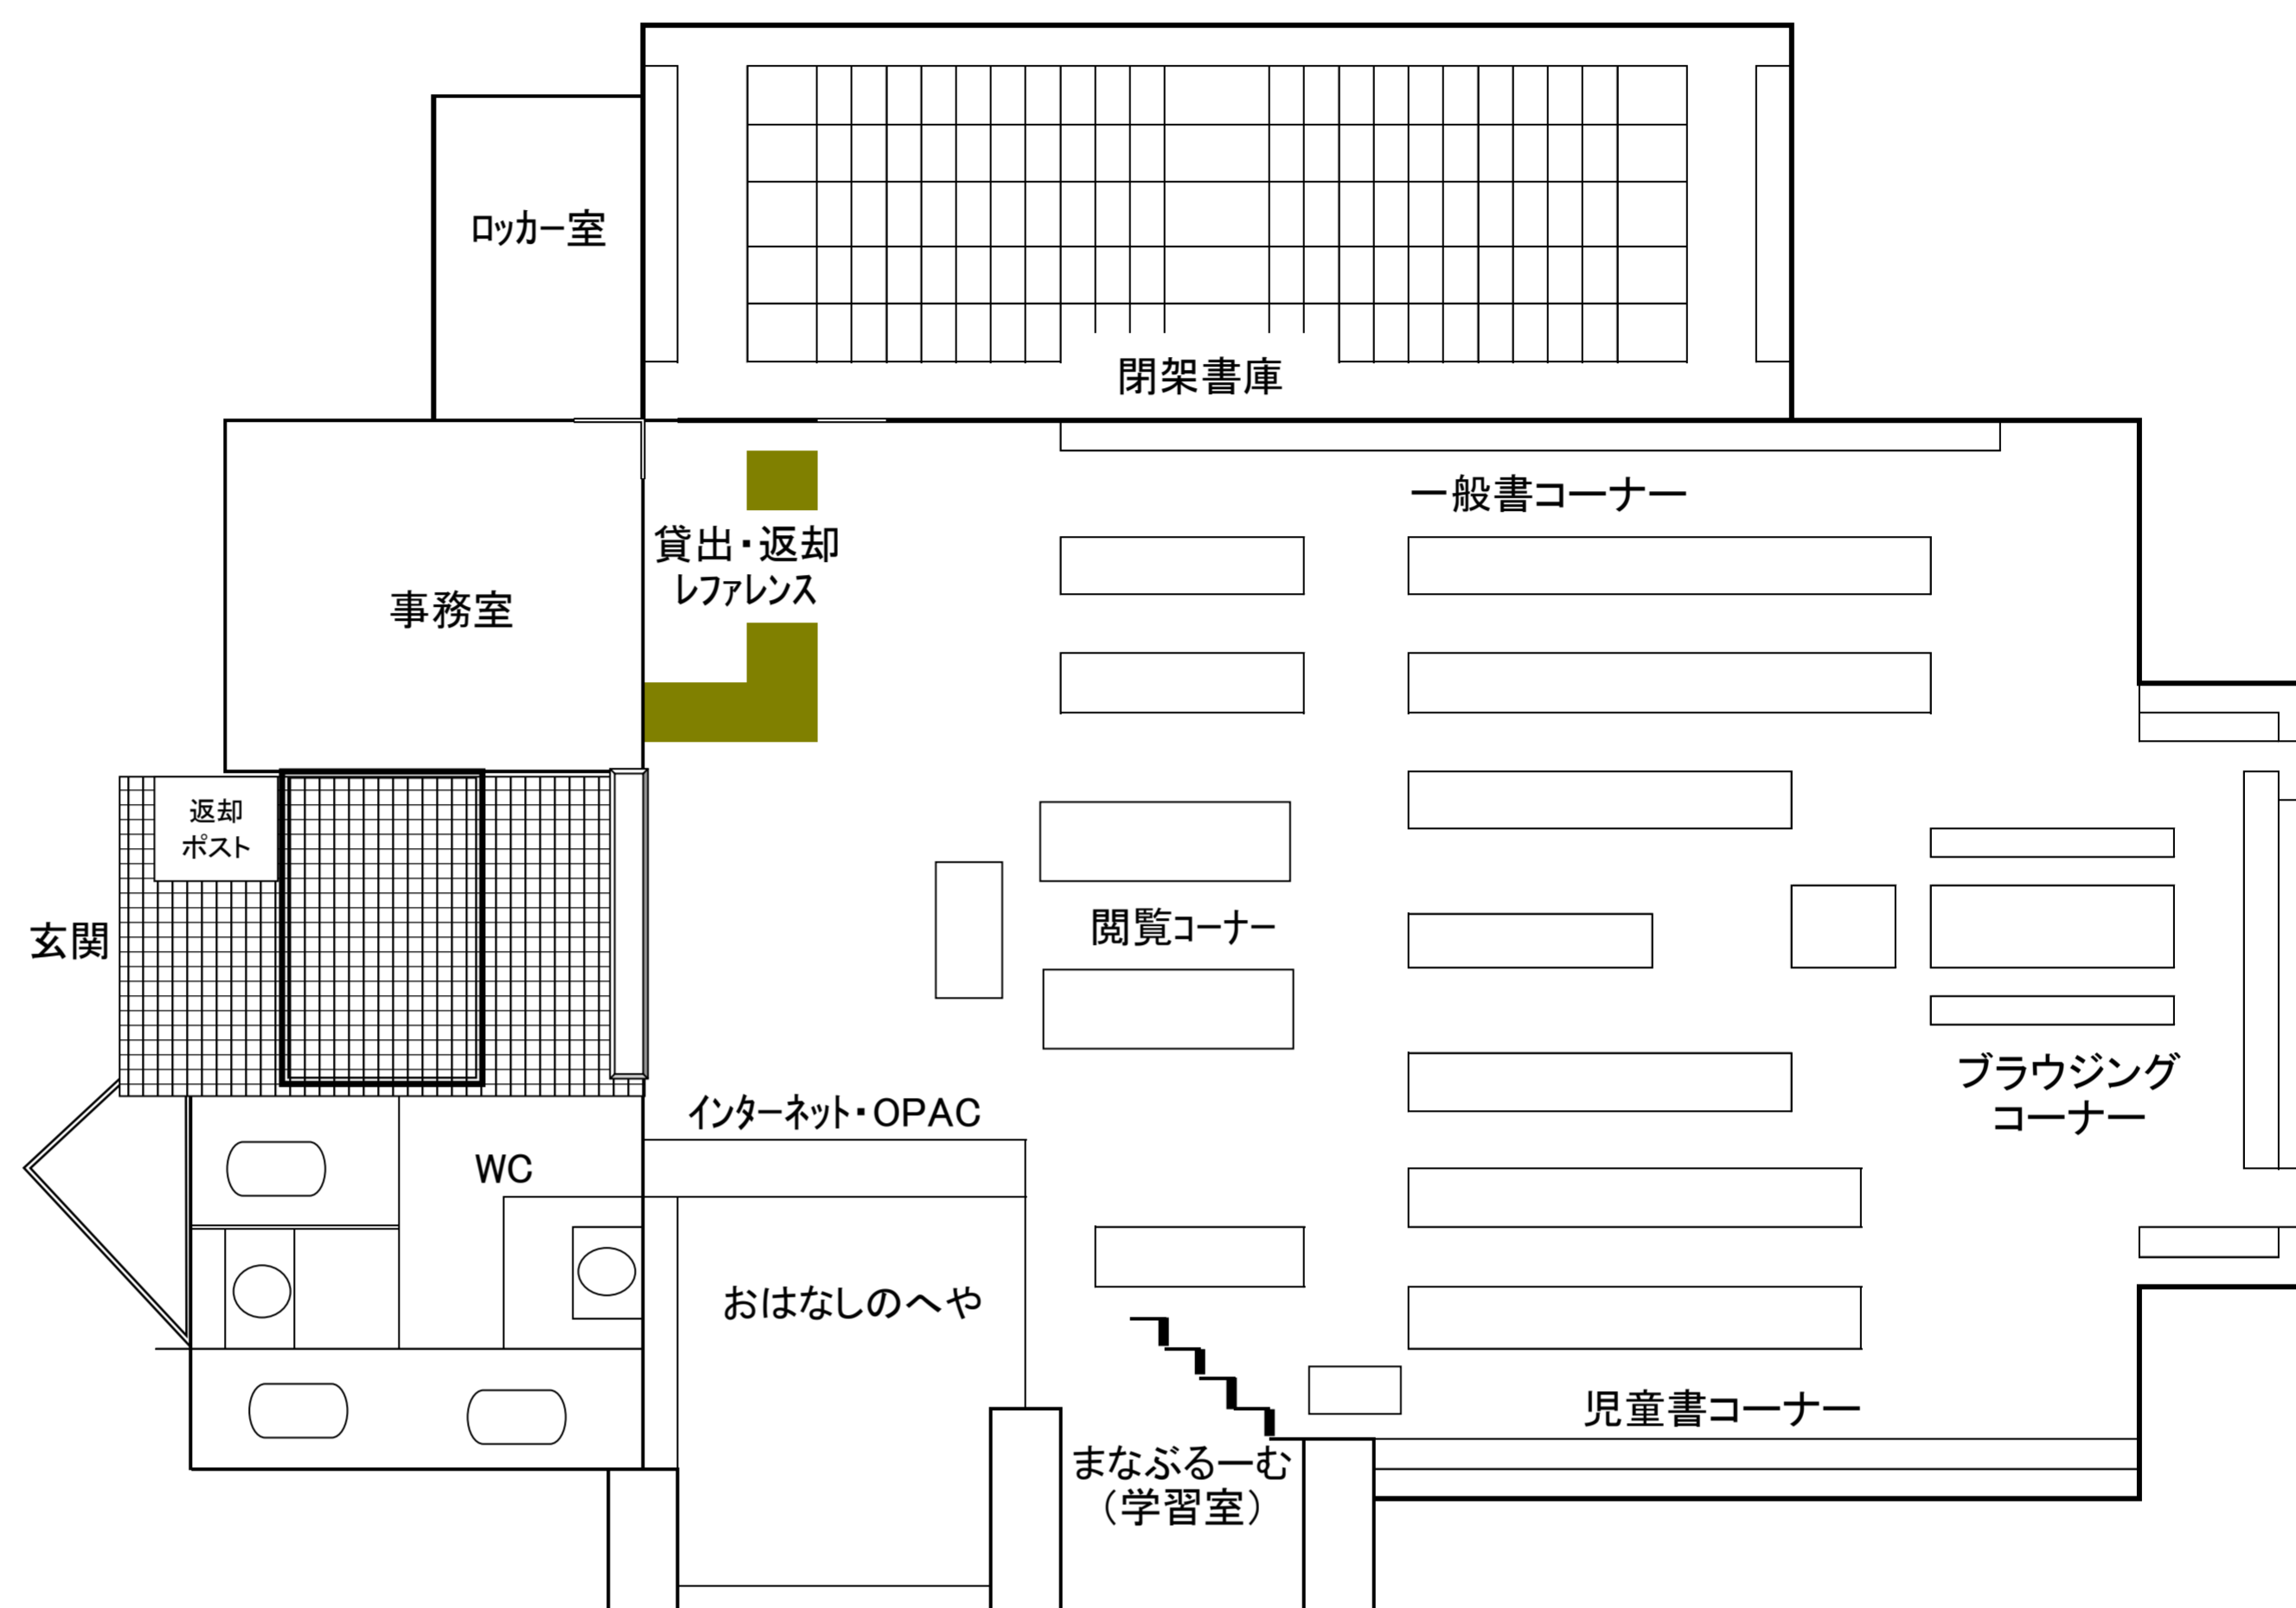 ロッカー室
閉架書庫
一般書コーナー
貸出・返却
レファレンス
事務室
返却
ポスト
玄関
閲覧コーナー
ブラウジング
コーナー
インターネット・OPAC
WC
おはなしのへや
児童書コーナー
まなぶるーむ
（学習室）